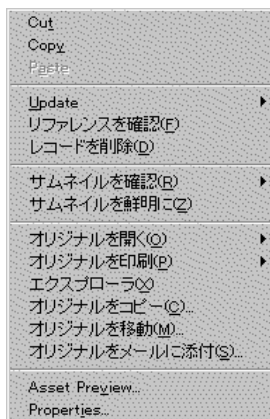 Cut
Copy
Paste
Update
リファレンスを確認(F)
レコードを削除(D)
サムネイルを確認(R)
サムネイルを鮮明に(Z)
オリジナルを開く(O)
オリジナルを印刷(P)
エクスプローラ(X)
オリジナルをコピー(C)...
オリジナルを移動(M)...
オリジナルをメールに添付(S)...
Asset Preview...
Properties...